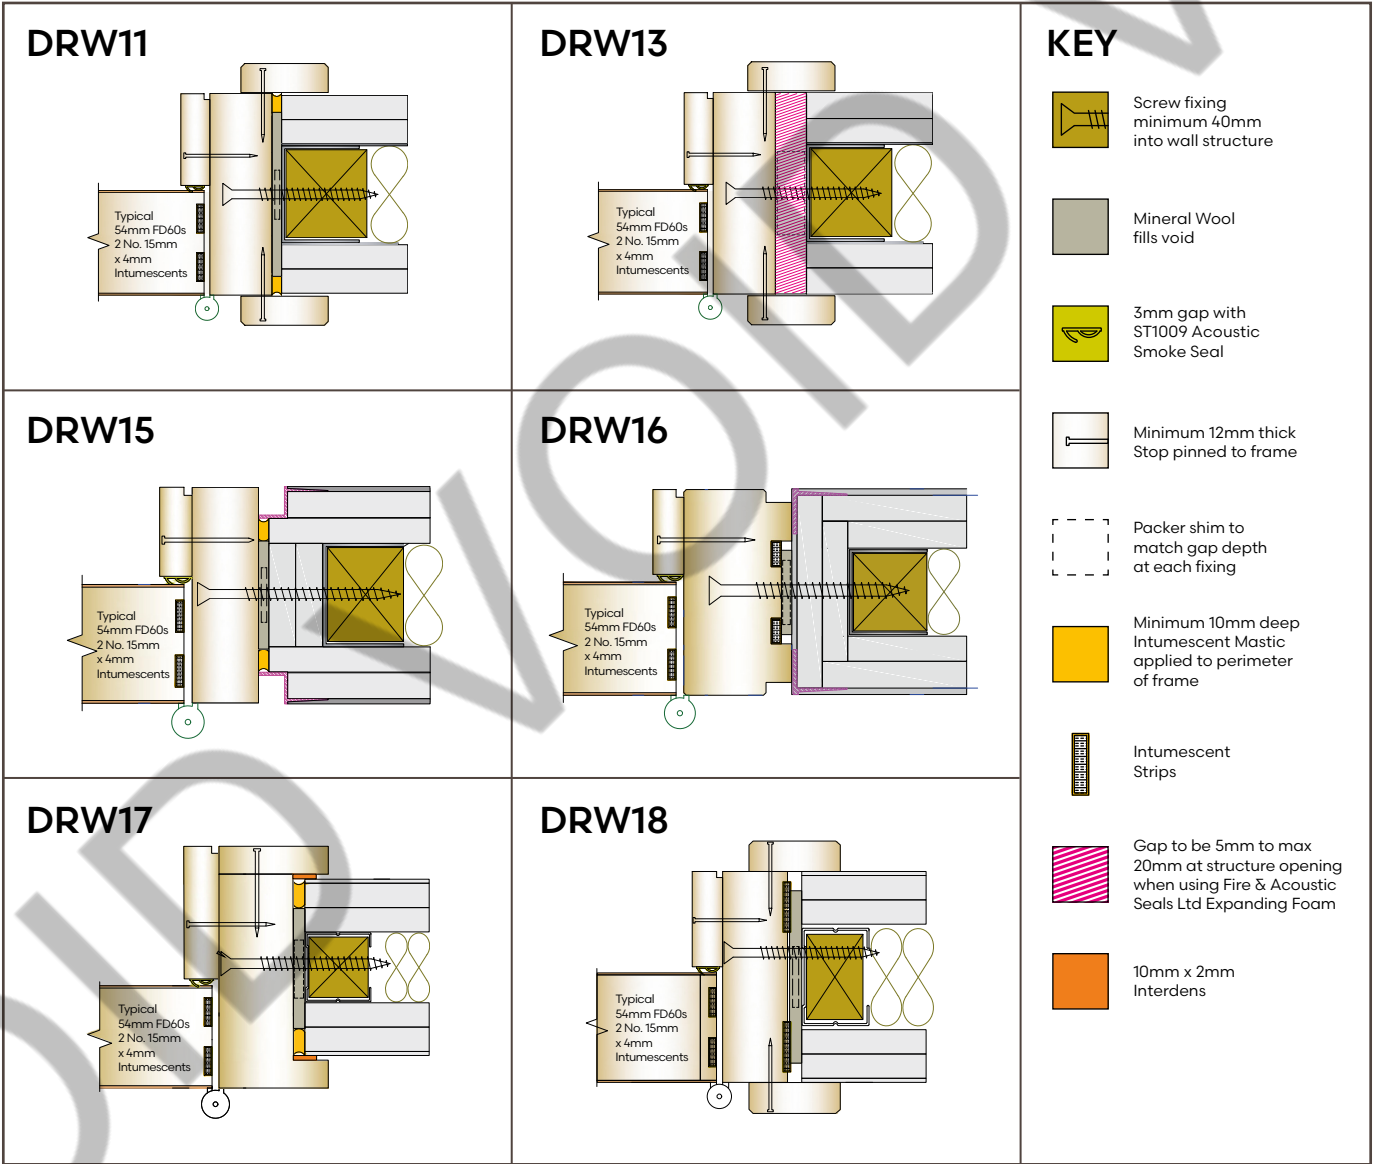 DRW11
Typical
54mm FD60s
2 No. 15mm
x 4mm
Intumescents
DRW13
Typical
54mm FD60s
2 No. 15mm
x 4mm
Intumescents
DRW15
Typical
54mm FD60s
2 No. 15mm
x 4mm
Intumescents
DRW16
Typical
54mm FD60s
2 No. 15mm
x 4mm
Intumescents
DRW17
Typical
54mm FD60s
2 No. 15mm
x 4mm
Intumescents
DRW18
Typical
54mm FD60s
2 No. 15mm
x 4mm
Intumescents
KEY
Screw fixing
minimum 40mm
into wall structure
Mineral Wool
fills void
3mm gap with
ST1009 Acoustic
Smoke Seal
Minimum 12mm thick
Stop pinned to frame
Packer shim to
match gap depth
at each fixing
Minimum 10mm deep
Intumescent Mastic
applied to perimeter
of frame
Intumescent
Strips
Gap to be 5mm to max
20mm at structure opening
when using Fire & Acoustic
Seals Ltd Expanding Foam
10mm x 2mm
Interdens
VOID
OID
V